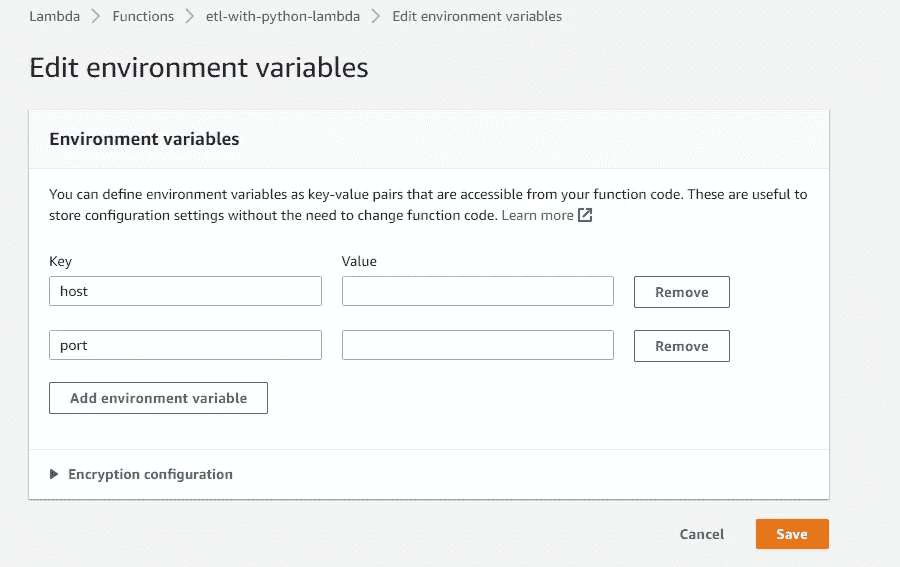 Lambda > Functions > etl-with-python-lambda > Edit environment variables
Edit environment variables
Environment variables
You can define environment variables as key-value pairs that are accessible from your function code. These are useful to
store configuration settings without the need to change function code. Learn more
Key Value
host Remove
port Remove
Add environment variable
Encryption configuration
Cancel Save